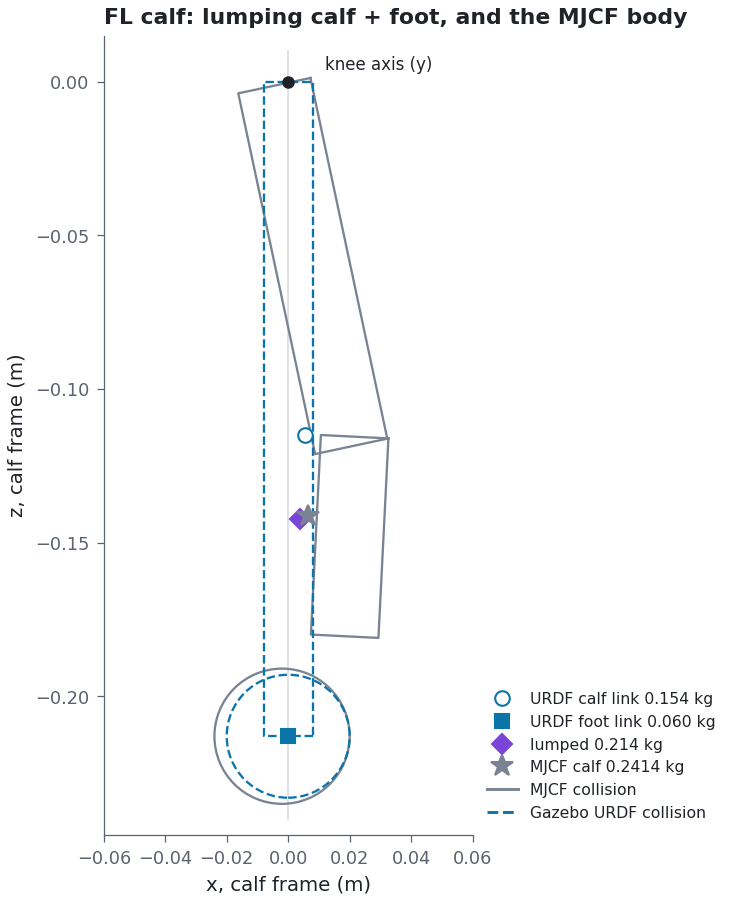 FL calf: lumping calf + foot, and the MJCF body
knee axis (y)
0.00
−0.05
−0.10
−0.15
−0.20
z, calf frame (m)
−0.06 −0.04 −0.02 0.00 0.02 0.04 0.06
x, calf frame (m)
URDF calf link 0.154 kg
URDF foot link 0.060 kg
lumped 0.214 kg
MJCF calf 0.2414 kg
MJCF collision
Gazebo URDF collision